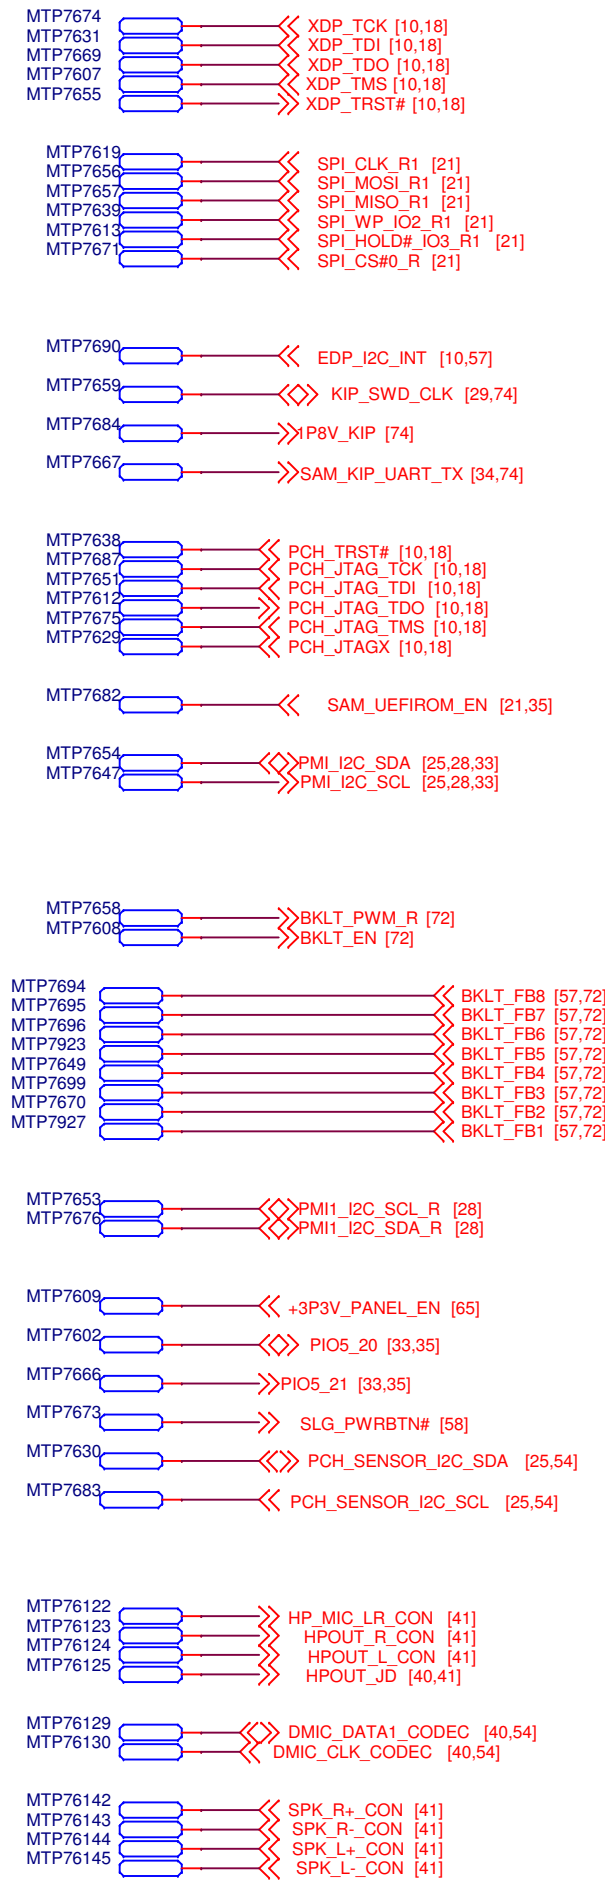 MTP7674 XDP_TCK [10,18]
MTP7631 XDP_TDI [10,18]
MTP7669 XDP_TDO [10,18]
MTP7607 XDP_TMS [10,18]
MTP7655 XDP_TRST# [10,18]
MTP7619 SPI_CLK_R1 [21]
MTP7656 SPI_MOSI_R1 [21]
MTP7657 SPI_MISO_R1 [21]
MTP7639 SPI_WP_IO2_R1 [21]
MTP7613 SPI_HOLD#_IO3_R1 [21]
MTP7671 SPI_CS#0_R [21]
MTP7690 EDP_I2C_INT [10,57]
MTP7659 KIP_SWD_CLK [29,74]
MTP7684 1P8V_KIP [74]
MTP7667 SAM_KIP_UART_TX [34,74]
MTP7638 PCH_TRST# [10,18]
MTP7687 PCH_JTAG_TCK [10,18]
MTP7651 PCH_JTAG_TDI [10,18]
MTP7612 PCH_JTAG_TDO [10,18]
MTP7675 PCH_JTAG_TMS [10,18]
MTP7629 PCH_JTAGX [10,18]
MTP7682 SAM_UEFIROM_EN [21,35]
MTP7654 PMI_I2C_SDA [25,28,33]
MTP7647 PMI_I2C_SCL [25,28,33]
MTP7658 BKLT_PWM_R [72]
MTP7608 BKLT_EN [72]
MTP7694 BKLT_FB8 [57,72]
MTP7695 BKLT_FB7 [57,72]
MTP7696 BKLT_FB6 [57,72]
MTP7923 BKLT_FB5 [57,72]
MTP7649 BKLT_FB4 [57,72]
MTP7699 BKLT_FB3 [57,72]
MTP7670 BKLT_FB2 [57,72]
MTP7927 BKLT_FB1 [57,72]
MTP7653 PMI1_I2C_SCL_R [28]
MTP7676 PMI1_I2C_SDA_R [28]
MTP7609 +3P3V_PANEL_EN [65]
MTP7602 PIO5_20 [33,35]
MTP7666 PIO5_21 [33,35]
MTP7673 SLG_PWRBTN# [58]
MTP7630 PCH_SENSOR_I2C_SDA [25,54]
MTP7683 PCH_SENSOR_I2C_SCL [25,54]
MTP76122 HP_MIC_LR_CON [41]
MTP76123 HPOUT_R_CON [41]
MTP76124 HPOUT_L_CON [41]
MTP76125 HPOUT_JD [40,41]
MTP76129 DMIC_DATA1_CODEC [40,54]
MTP76130 DMIC_CLK_CODEC [40,54]
MTP76142 SPK_R+_CON [41]
MTP76143 SPK_R-_CON [41]
MTP76144 SPK_L+_CON [41]
MTP76145 SPK_L-_CON [41]